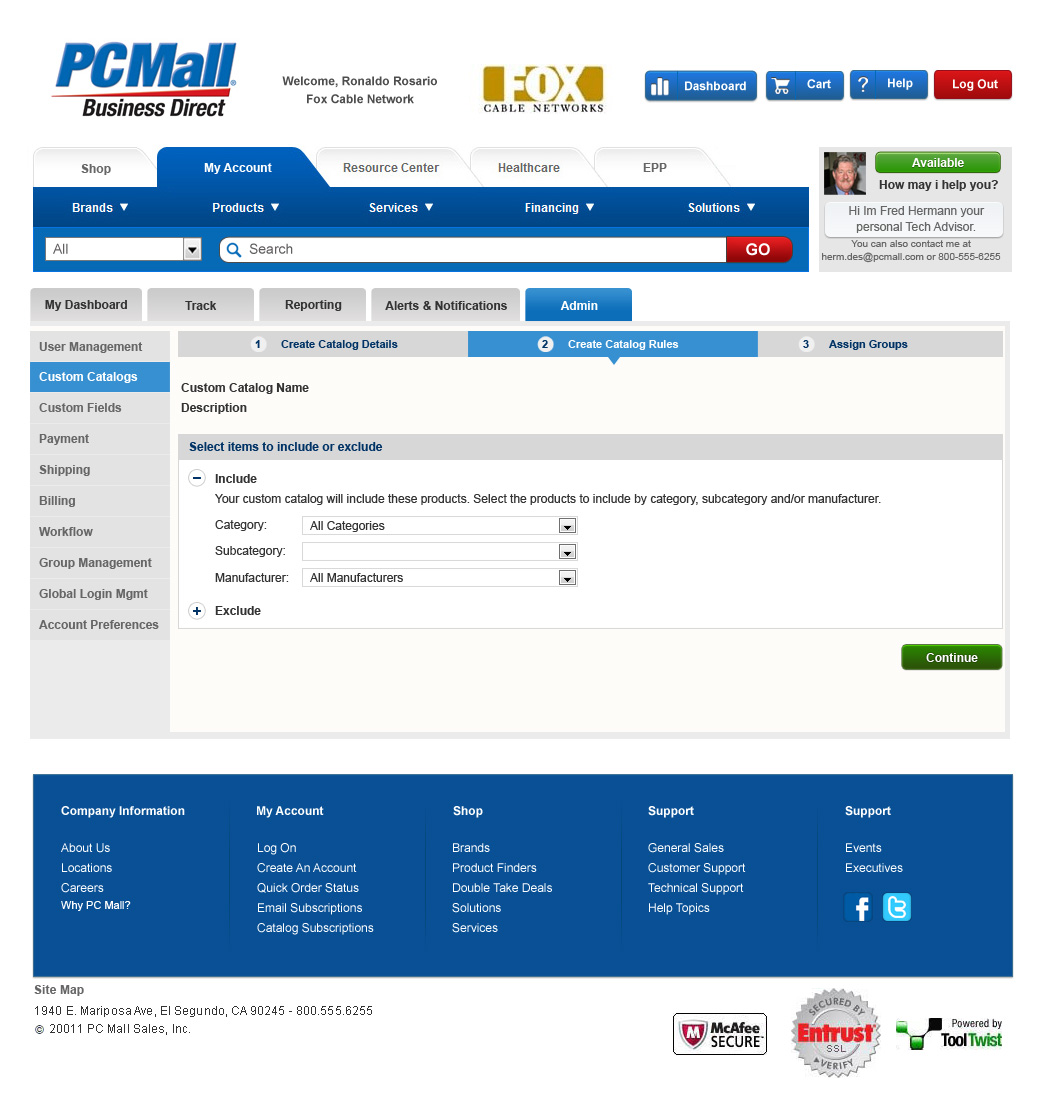 PCMall
Business Direct
Welcome, Ronaldo Rosario
Fox Cable Network
FOX
CABLE NETWORKS
Dashboard
Cart
? Help
Log Out
Shop
My Account
Resource Center
Healthcare
EPP
Available
How may i help you?
Hi Im Fred Hermann your
personal Tech Advisor.
You can also contact me at
herm.des@pcmall.com or 800-555-6255
Brands
Products
Services
Financing
Solutions
All
Search
GO
My Dashboard
Track
Reporting
Alerts & Notifications
Admin
User Management
Custom Catalogs
Custom Fields
Payment
Shipping
Billing
Workflow
Group Management
Global Login Mgmt
Account Preferences
1 Create Catalog Details
2 Create Catalog Rules
3 Assign Groups
Custom Catalog Name
Description
Select items to include or exclude
Include
Your custom catalog will include these products. Select the products to include by category, subcategory and/or manufacturer.
Category: All Categories
Subcategory:
Manufacturer: All Manufacturers
Exclude
Continue
Company Information
About Us
Locations
Careers
Why PC Mall?
My Account
Log On
Create An Account
Quick Order Status
Email Subscriptions
Catalog Subscriptions
Shop
Brands
Product Finders
Double Take Deals
Solutions
Services
Support
General Sales
Customer Support
Technical Support
Help Topics
Support
Events
Executives
Site Map
1940 E. Mariposa Ave, El Segundo, CA 90245 - 800.555.6255
© 20011 PC Mall Sales, Inc.
McAfee
SECURE
SECURED BY
Entrust
SSL
VERIFY
Powered by
ToolTwist